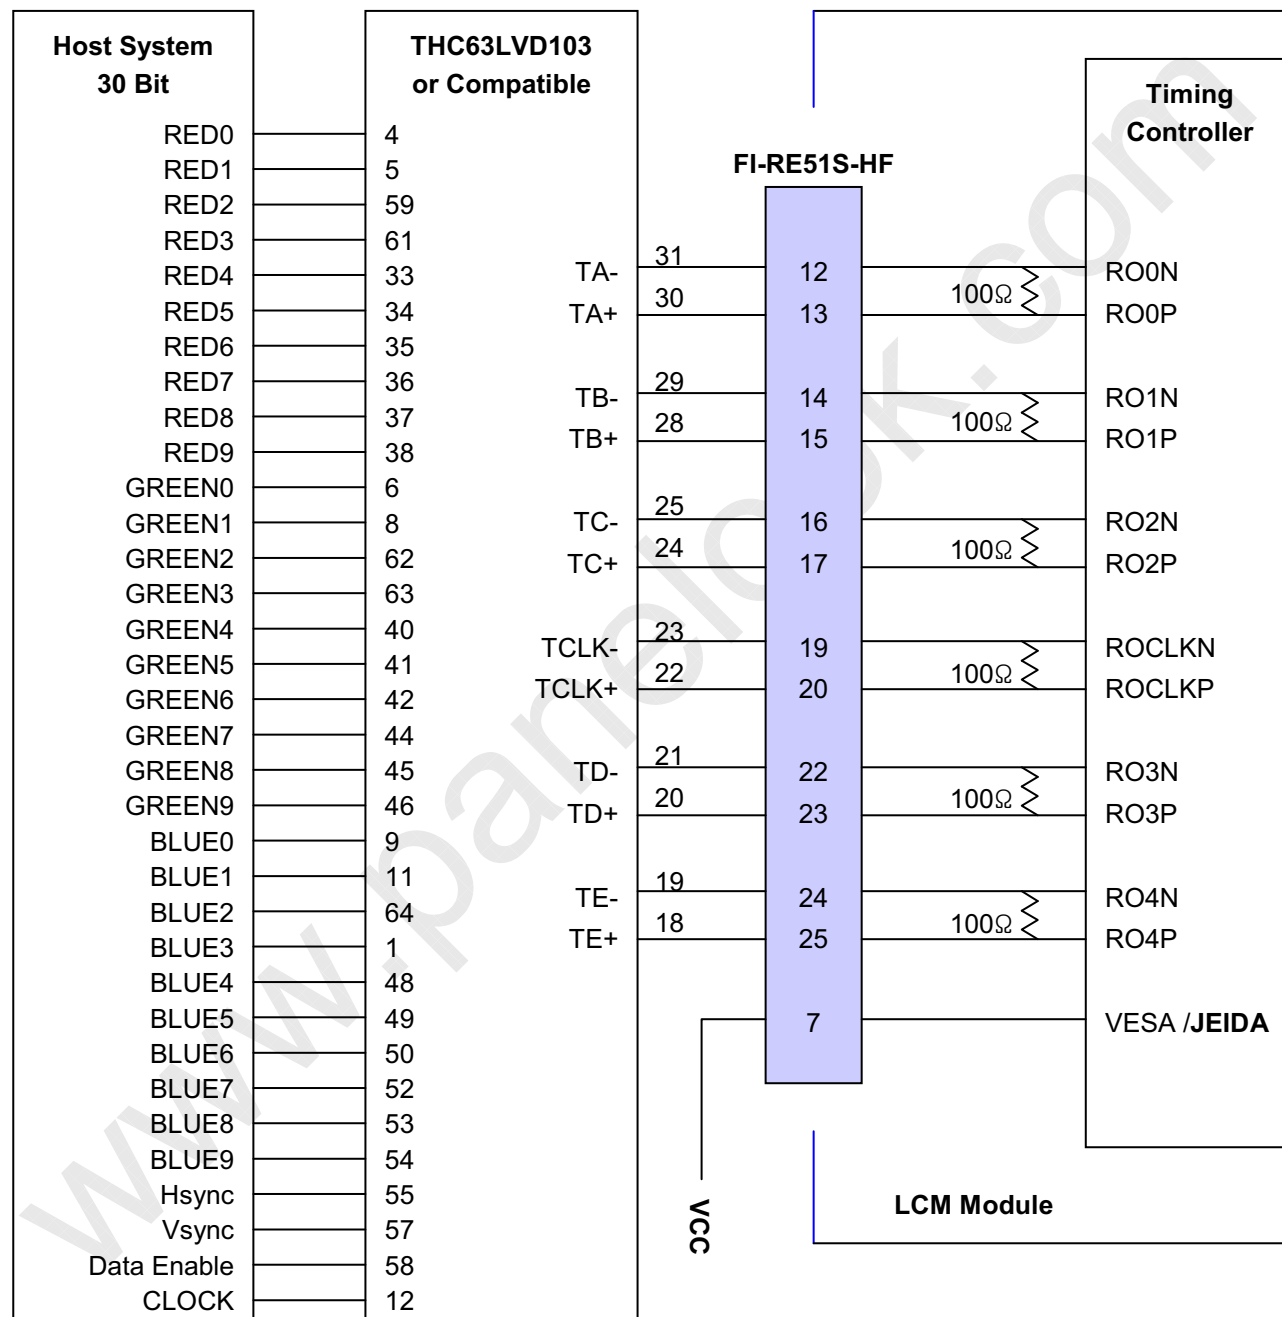 Host System
30 Bit
RED0
RED1
RED2
RED3
RED4
RED5
RED6
RED7
RED8
RED9
GREEN0
GREEN1
GREEN2
GREEN3
GREEN4
GREEN5
GREEN6
GREEN7
GREEN8
GREEN9
BLUE0
BLUE1
BLUE2
BLUE3
BLUE4
BLUE5
BLUE6
BLUE7
BLUE8
BLUE9
Hsync
Vsync
Data Enable
CLOCK
THC63LVD103
or Compatible
4
5
59
61
33
34
35
36
37
38
6
8
62
63
40
41
42
44
45
46
9
11
64
1
48
49
50
52
53
54
55
57
58
12
TA- 31
TA+ 30
TB- 29
TB+ 28
TC- 25
TC+ 24
TCLK- 23
TCLK+ 22
TD- 21
TD+ 20
TE- 19
TE+ 18
FI-RE51S-HF
12
13
14
15
16
17
19
20
22
23
24
25
7
VCC
100Ω
100Ω
100Ω
100Ω
100Ω
100Ω
Timing
Controller
RO0N
RO0P
RO1N
RO1P
RO2N
RO2P
ROCLKN
ROCLKP
RO3N
RO3P
RO4N
RO4P
VESA /JEIDA
LCM Module
www.panelook.com